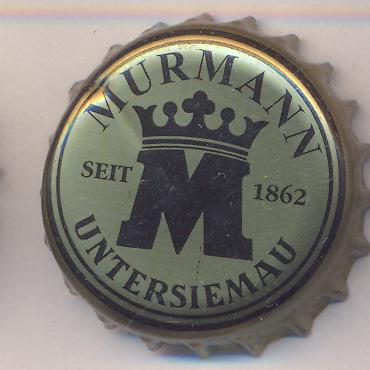 MURMANN
SEIT
M
1862
UNTERSIEMAU